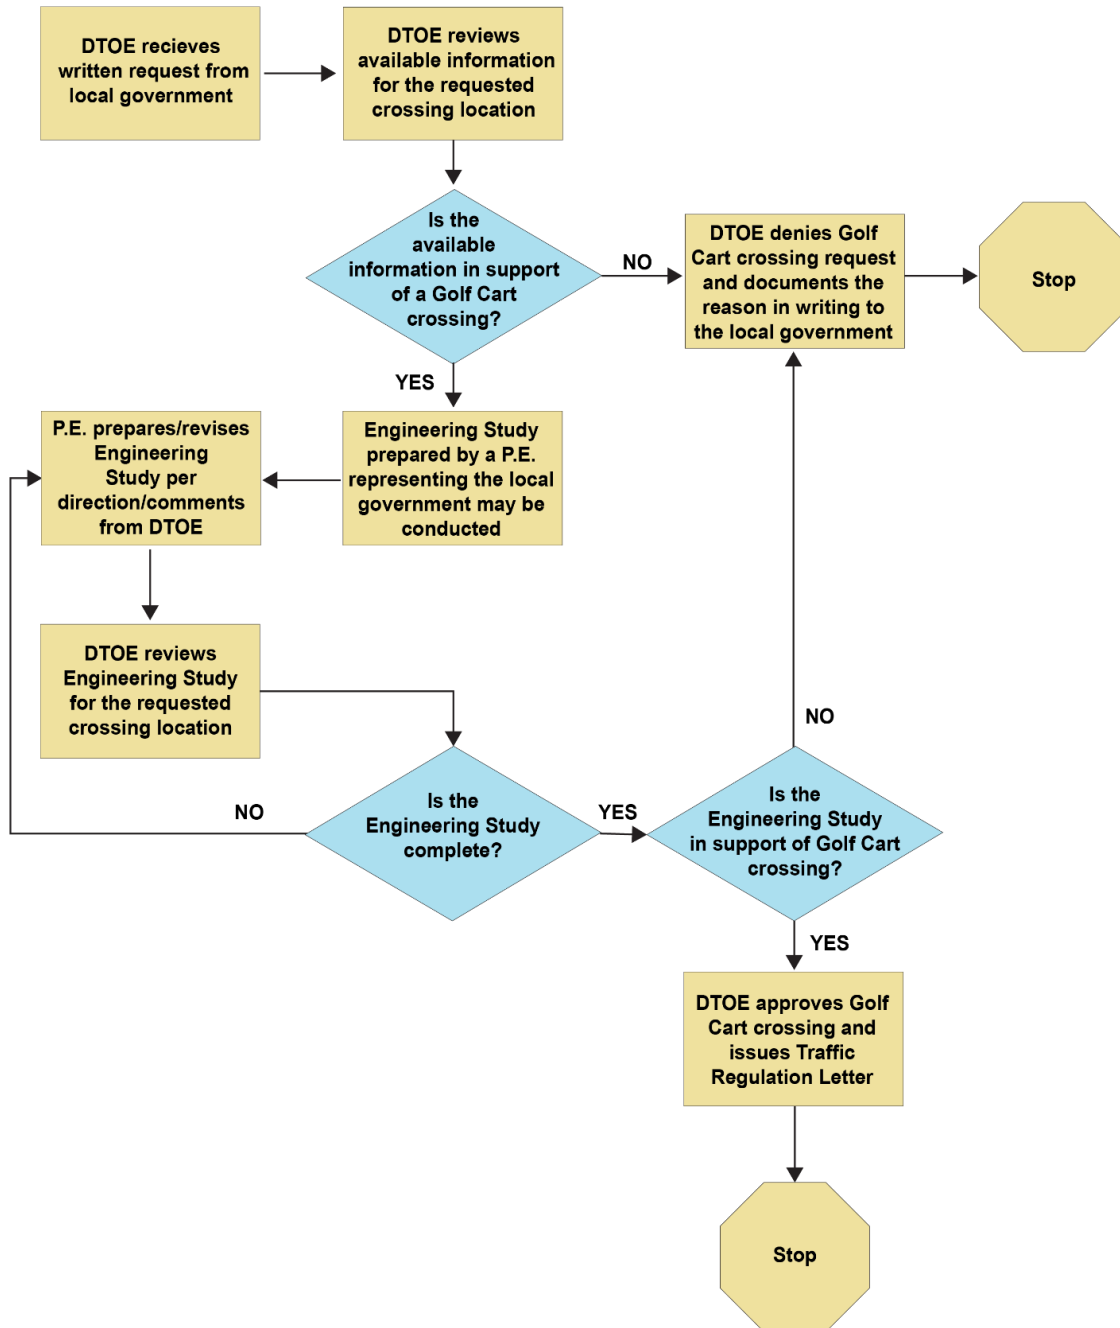 DTOE recieves
written request from
local government
DTOE reviews
available information
for the requested
crossing location
Is the
available
information in support
of a Golf Cart
crossing?
NO
DTOE denies Golf
Cart crossing request
and documents the
reason in writing to
the local government
Stop
YES
P.E. prepares/revises
Engineering
Study per
direction/comments
from DTOE
Engineering Study
prepared by a P.E.
representing the local
government may be
conducted
DTOE reviews
Engineering Study
for the requested
crossing location
NO
Is the
Engineering Study
complete?
YES
NO
Is the
Engineering Study
in support of Golf Cart
crossing?
YES
DTOE approves Golf
Cart crossing and
issues Traffic
Regulation Letter
Stop